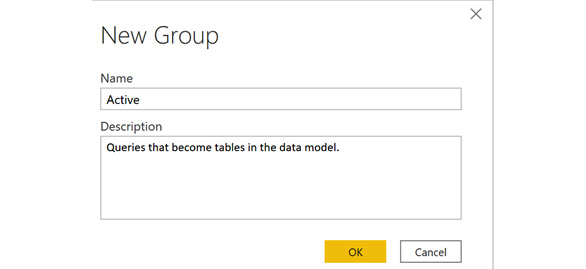 New Group
Name
Active
Description
Queries that become tables in the data model.
OK Cancel